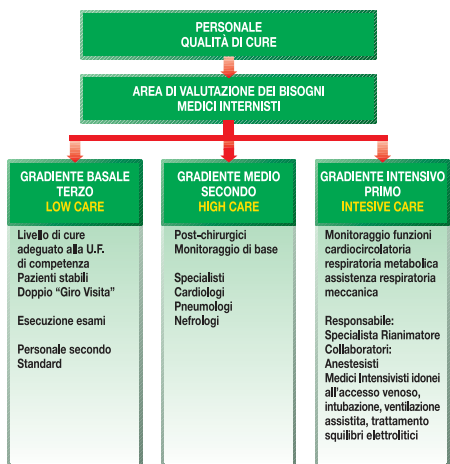 PERSONALE
QUALITÀ DI CURE
AREA DI VALUTAZIONE DEI BISOGNI
MEDICI INTERNISTI
GRADIENTE BASALE
TERZO
LOW CARE
Livello di cure
adeguato alla U.F.
di competenza
Pazienti stabili
Doppio “Giro Visita”
Esecuzione esami
Personale secondo
Standard
GRADIENTE MEDIO
SECONDO
HIGH CARE
Post-chirurgici
Monitoraggio di base
Specialisti
Cardiologi
Pneumologi
Nefrologi
GRADIENTE INTENSIVO
PRIMO
INTESIVE CARE
Monitoraggio funzioni
cardiocircolatoria
respiratoria metabolica
assistenza respiratoria
meccanica
Responsabile:
Specialista Rianimatore
Collaboratori:
Anestesisti
Medici Intensivisti idonei
all’accesso venoso,
intubazione, ventilazione
assistita, trattamento
squilibri elettrolitici